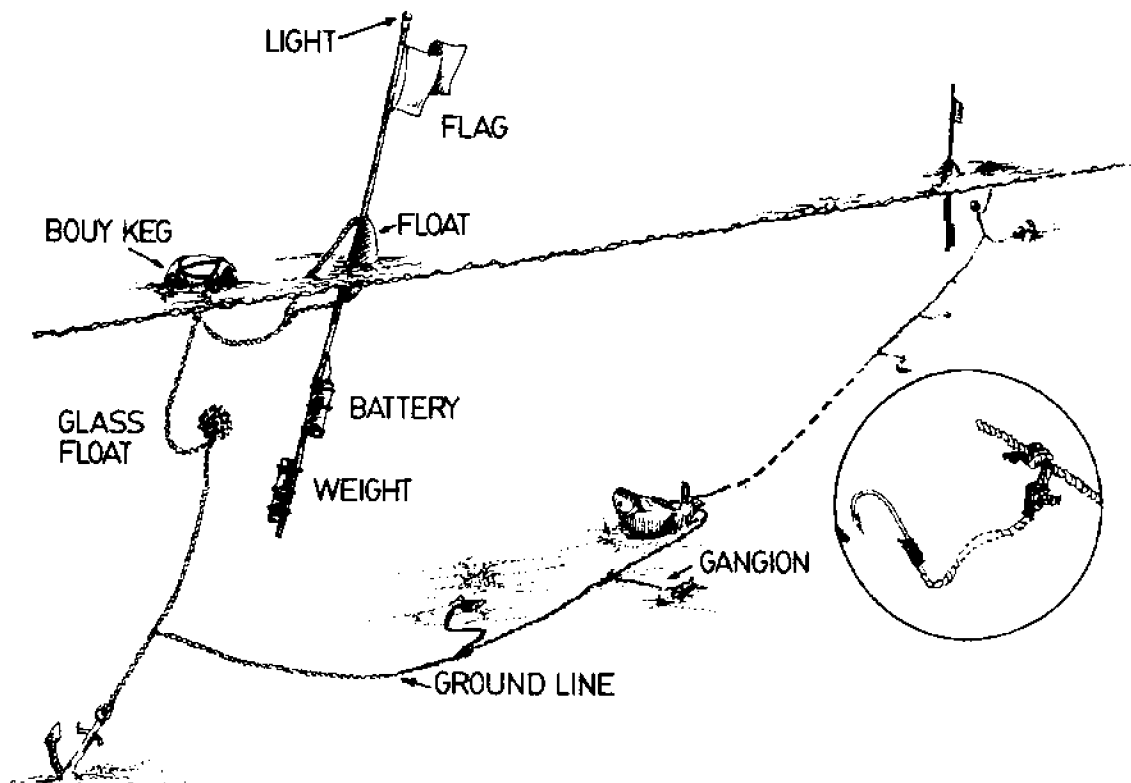 LIGHT
FLAG
BOUY KEG
FLOAT
GLASS
FLOAT
BATTERY
WEIGHT
GANGION
GROUND LINE